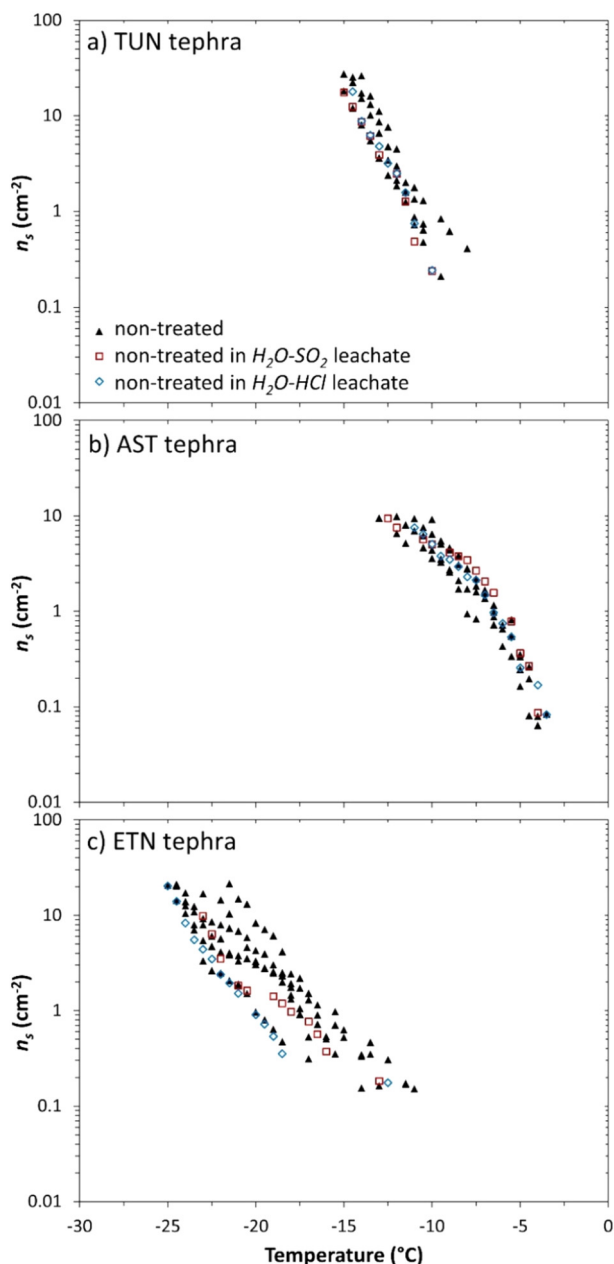 100
a) TUN tephra
10
1
n_s (cm⁻²)
0.1
▲ non-treated
□ non-treated in H₂O-SO₂ leachate
◇ non-treated in H₂O-HCl leachate
0.01
100
b) AST tephra
10
1
n_s (cm⁻²)
0.1
0.01
100
c) ETN tephra
10
1
n_s (cm⁻²)
0.1
0.01
-30 -25 -20 -15 -10 -5 0
Temperature (°C)